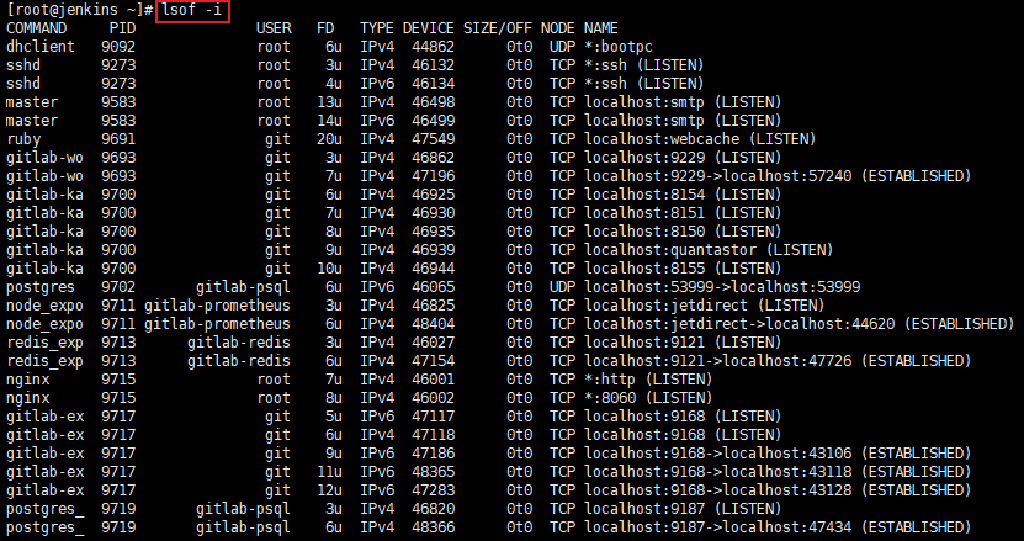 [root@jenkins ~]# lsof -i
COMMAND PID USER FD TYPE DEVICE SIZE/OFF NODE NAME
dhclient 9092 root 6u IPv4 44862 0t0 UDP *:bootpc
sshd 9273 root 3u IPv4 46132 0t0 TCP *:ssh (LISTEN)
sshd 9273 root 4u IPv6 46134 0t0 TCP *:ssh (LISTEN)
master 9583 root 13u IPv4 46498 0t0 TCP localhost:smtp (LISTEN)
master 9583 root 14u IPv6 46499 0t0 TCP localhost:smtp (LISTEN)
ruby 9691 git 20u IPv4 47549 0t0 TCP localhost:webcache (LISTEN)
gitlab-wo 9693 git 3u IPv4 46862 0t0 TCP localhost:9229 (LISTEN)
gitlab-wo 9693 git 7u IPv4 47196 0t0 TCP localhost:9229->localhost:57240 (ESTABLISHED)
gitlab-ka 9700 git 6u IPv4 46925 0t0 TCP localhost:8154 (LISTEN)
gitlab-ka 9700 git 7u IPv4 46930 0t0 TCP localhost:8151 (LISTEN)
gitlab-ka 9700 git 8u IPv4 46935 0t0 TCP localhost:8150 (LISTEN)
gitlab-ka 9700 git 9u IPv4 46939 0t0 TCP localhost:quantastor (LISTEN)
gitlab-ka 9700 git 10u IPv4 46944 0t0 TCP localhost:8155 (LISTEN)
postgres 9702 gitlab-psql 6u IPv6 46065 0t0 UDP localhost:53999->localhost:53999
node_expo 9711 gitlab-prometheus 3u IPv4 46825 0t0 TCP localhost:jetdirect (LISTEN)
node_expo 9711 gitlab-prometheus 6u IPv4 48404 0t0 TCP localhost:jetdirect->localhost:44620 (ESTABLISHED)
redis_exp 9713 gitlab-redis 3u IPv4 46027 0t0 TCP localhost:9121 (LISTEN)
redis_exp 9713 gitlab-redis 6u IPv4 47154 0t0 TCP localhost:9121->localhost:47726 (ESTABLISHED)
nginx 9715 root 7u IPv4 46001 0t0 TCP *:http (LISTEN)
nginx 9715 root 8u IPv4 46002 0t0 TCP *:8060 (LISTEN)
gitlab-ex 9717 git 5u IPv6 47117 0t0 TCP localhost:9168 (LISTEN)
gitlab-ex 9717 git 6u IPv4 47118 0t0 TCP localhost:9168 (LISTEN)
gitlab-ex 9717 git 9u IPv6 47186 0t0 TCP localhost:9168->localhost:43106 (ESTABLISHED)
gitlab-ex 9717 git 11u IPv6 48365 0t0 TCP localhost:9168->localhost:43118 (ESTABLISHED)
gitlab-ex 9717 git 12u IPv6 47283 0t0 TCP localhost:9168->localhost:43128 (ESTABLISHED)
postgres_ 9719 gitlab-psql 3u IPv4 46820 0t0 TCP localhost:9187 (LISTEN)
postgres_ 9719 gitlab-psql 6u IPv4 48366 0t0 TCP localhost:9187->localhost:47434 (ESTABLISHED)